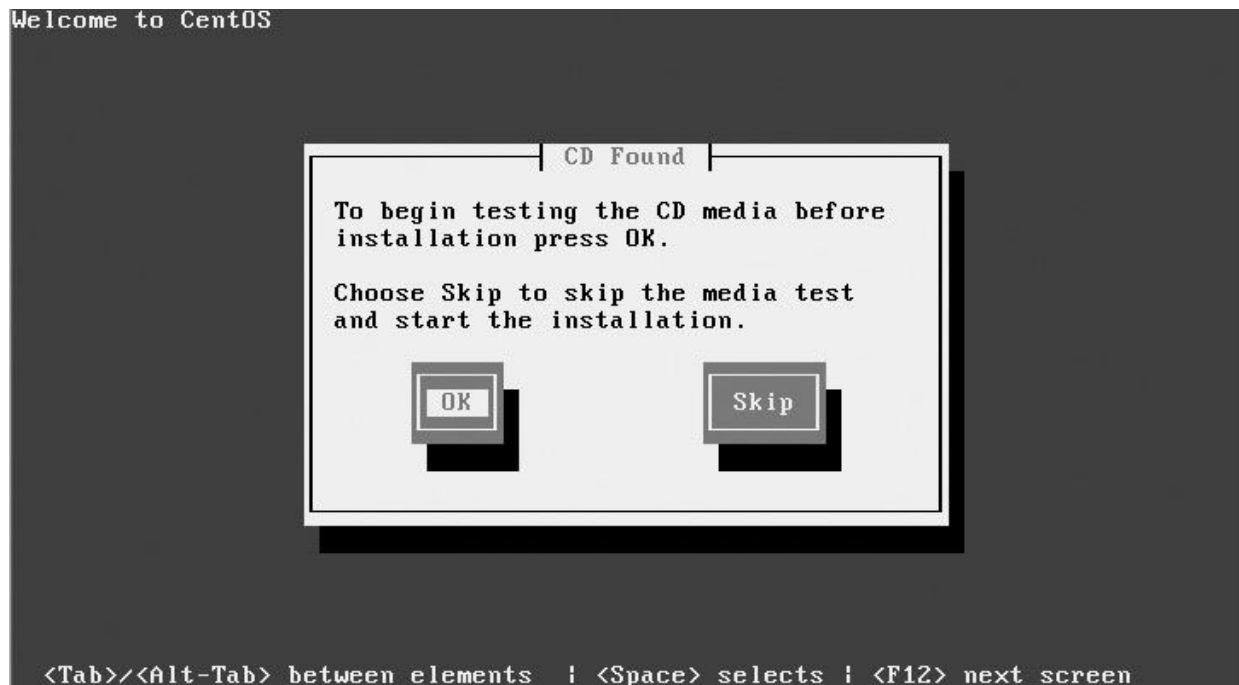 Welcome to CentOS
CD Found
To begin testing the CD media before
installation press OK.
Choose Skip to skip the media test
and start the installation.
OK Skip
<Tab>/<Alt-Tab> between elements | <Space> selects | <F12> next screen